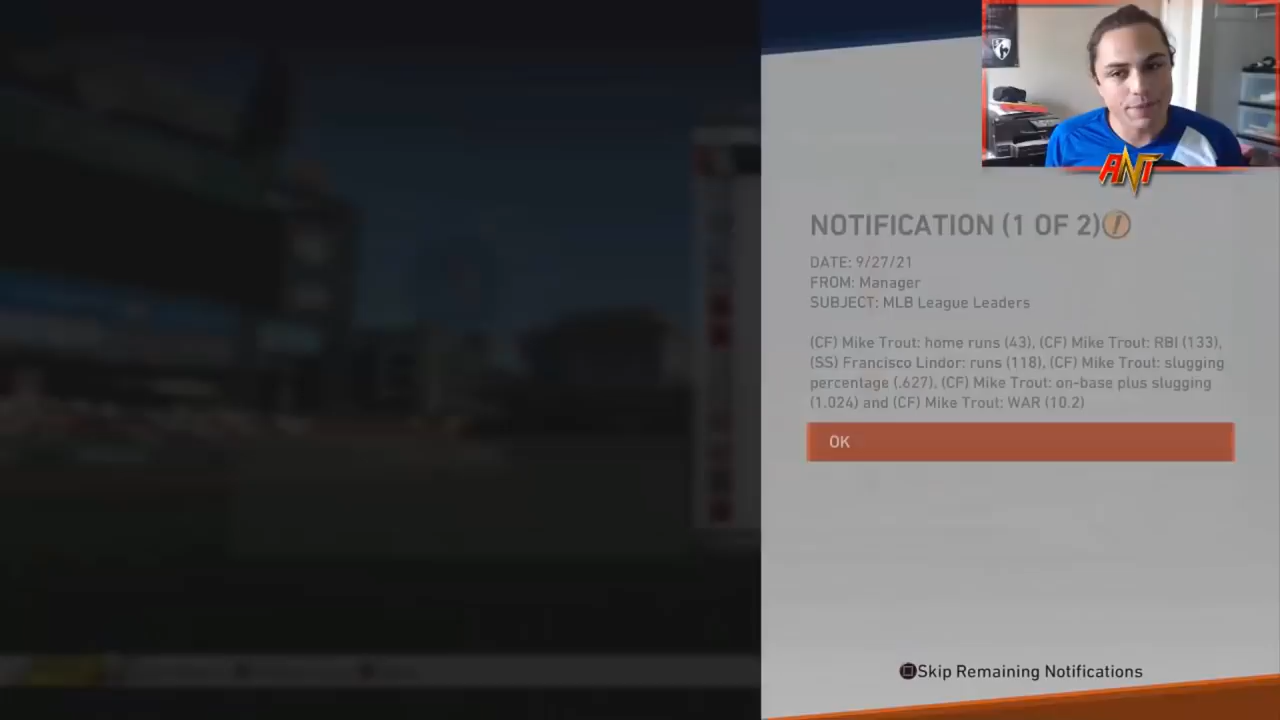 ANT
NOTIFICATION (1 OF 2)
DATE: 9/27/21
FROM: Manager
SUBJECT: MLB League Leaders
(CF) Mike Trout: home runs (43), (CF) Mike Trout: RBI (133),
(SS) Francisco Lindor: runs (118), (CF) Mike Trout: slugging
percentage (.627), (CF) Mike Trout: on-base plus slugging
(1.024) and (CF) Mike Trout: WAR (10.2)
OK
Skip Remaining Notifications